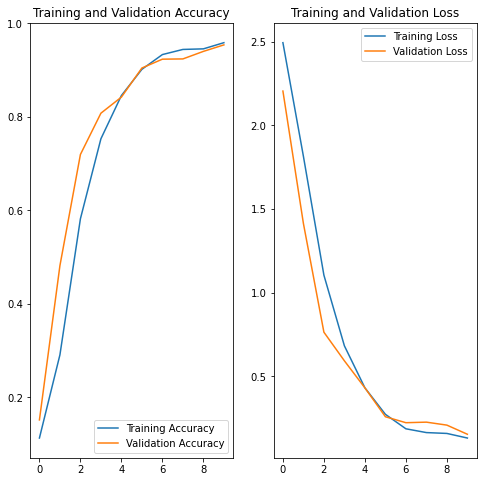 Training and Validation Accuracy
1.0
0.8
0.6
0.4
0.2
Training Accuracy
Validation Accuracy
0 2 4 6 8
Training and Validation Loss
Training Loss
Validation Loss
2.5
2.0
1.5
1.0
0.5
0 2 4 6 8